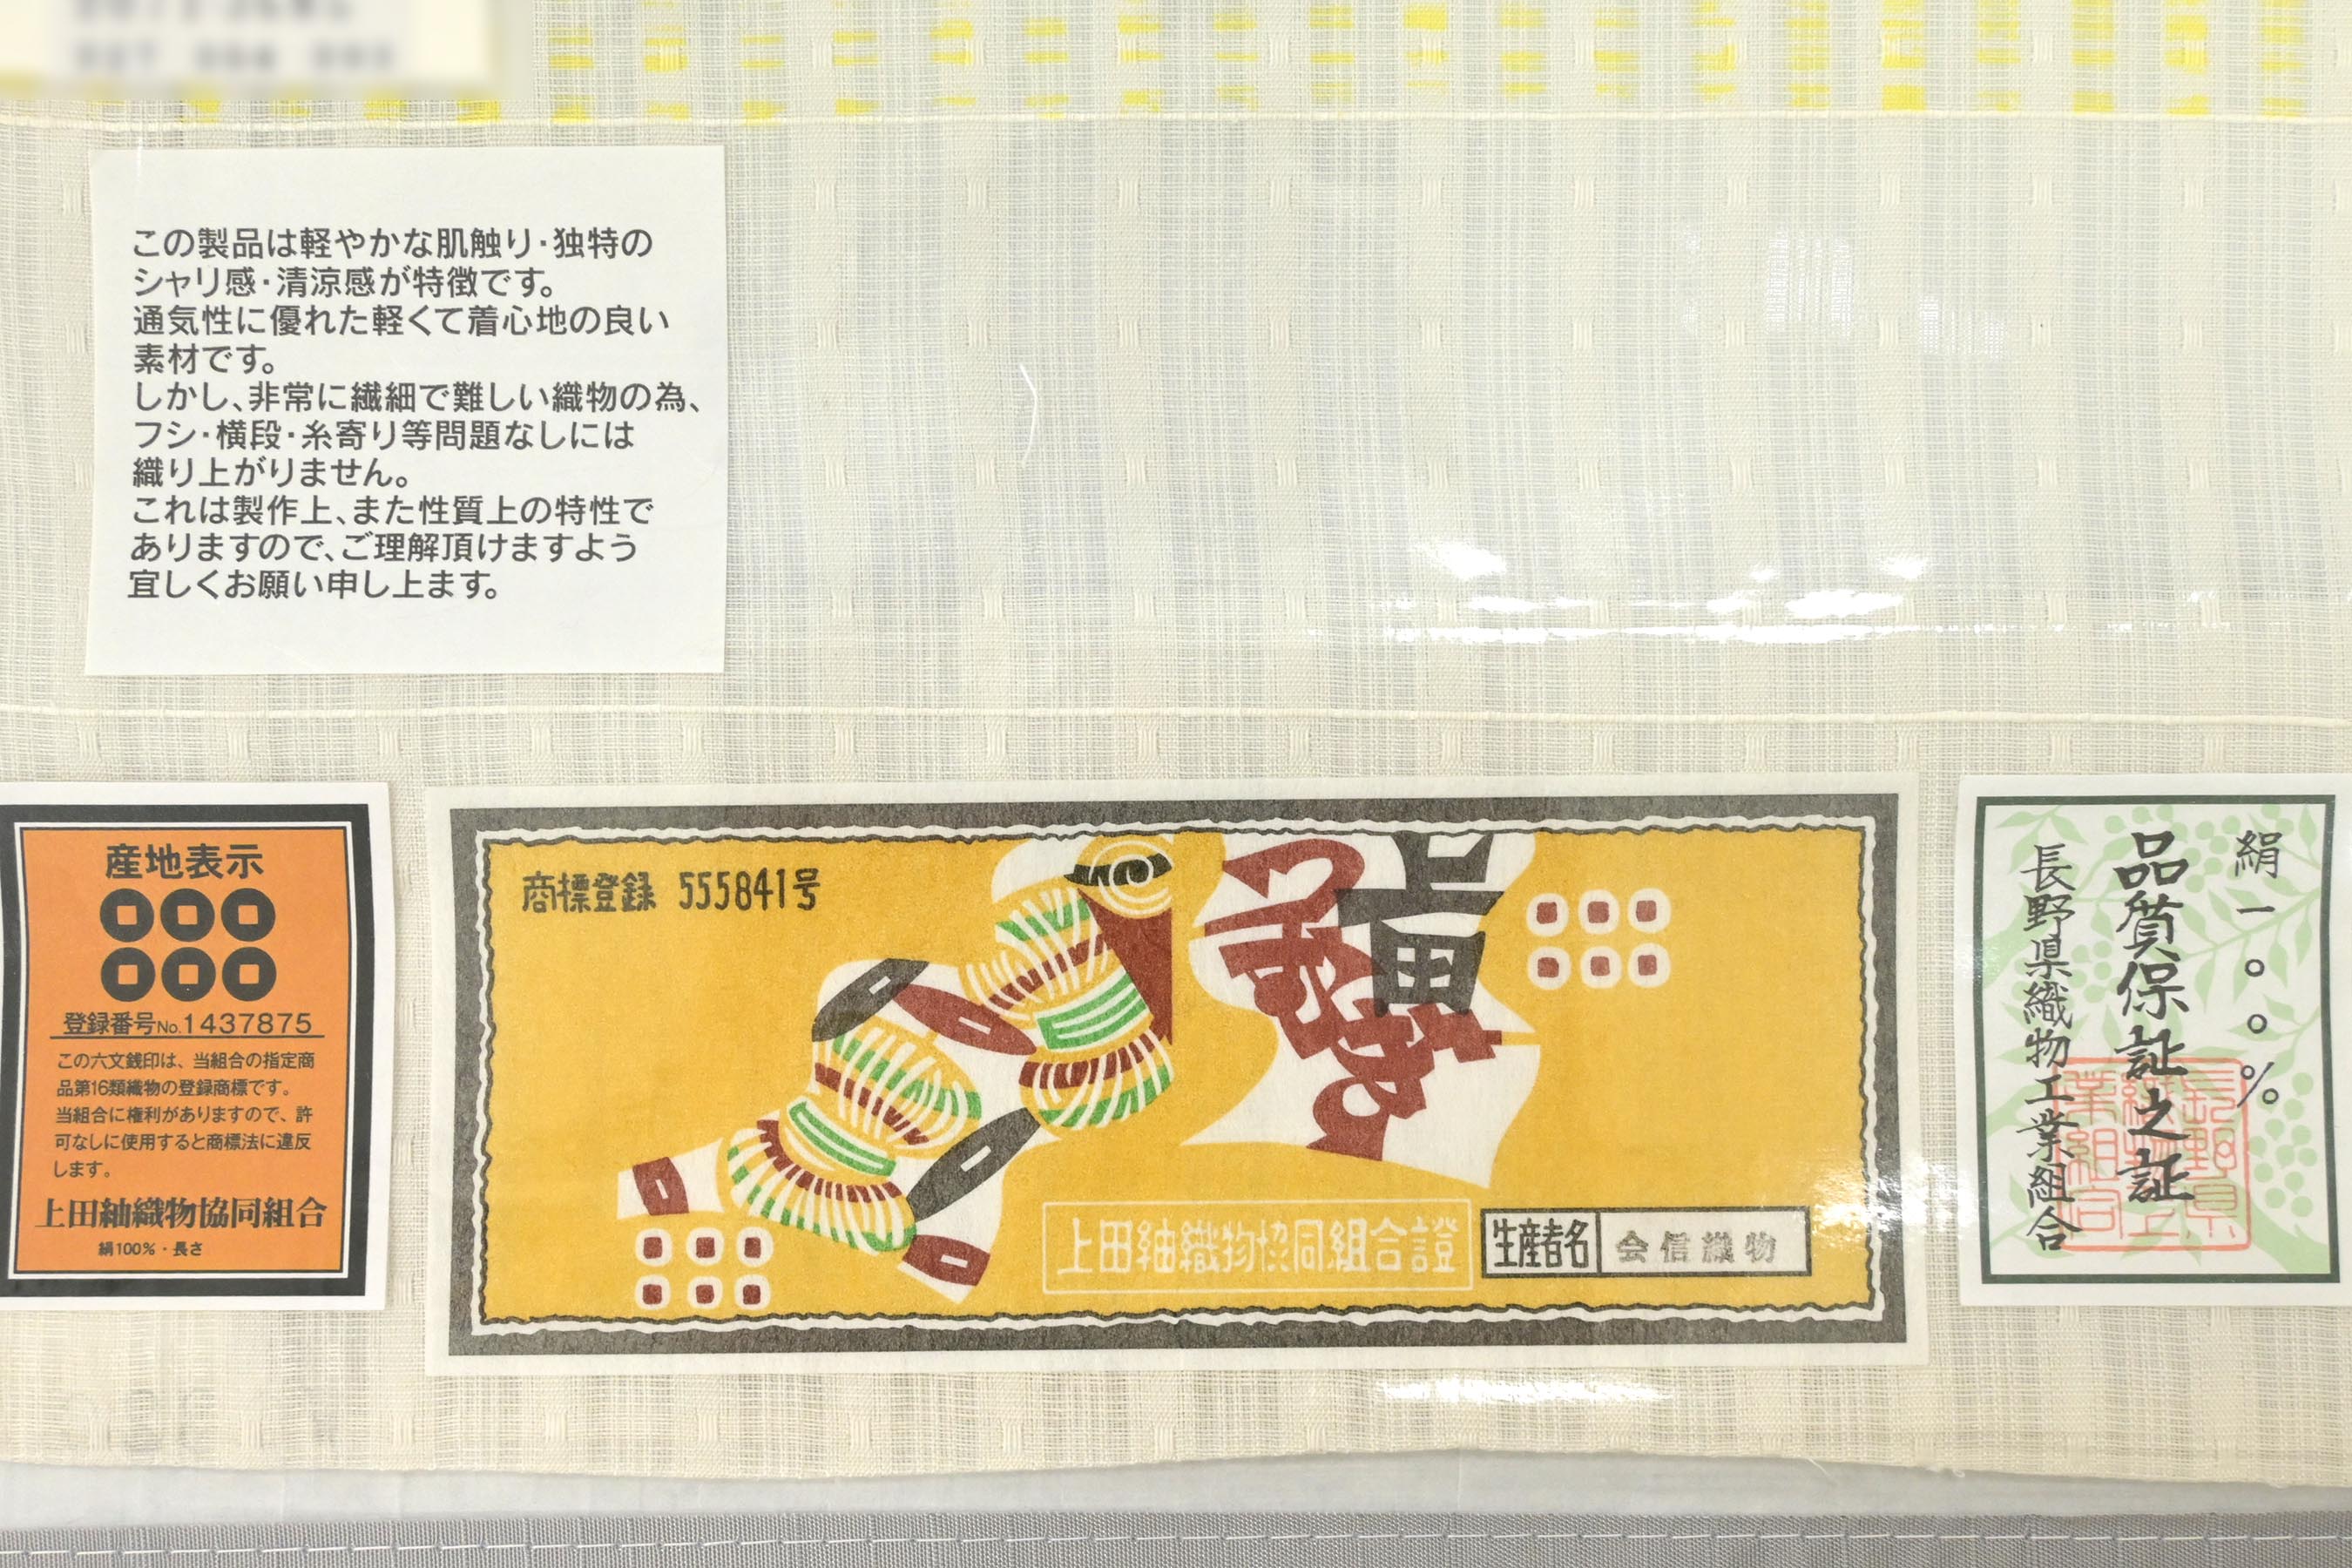 この製品は軽やかな肌触り・独特の
シャリ感・清涼感が特徴です。
通気性に優れた軽くて着心地の良い
素材です。
しかし、非常に繊細で難しい織物の為、
フシ・横段・糸寄り等問題なしには
織り上がりません。
これは製作上、また性質上の特性で
ありますので、ご理解頂けますよう
宜しくお願い申し上ます。
産地表示
登録番号No.1437875
この六文銭印は、当組合の指定商
品第16類織物の登録商標です。
当組合に権利がありますので、許
可なしに使用すると商標法に違反
します。
上田紬織物協同組合
絹100%・長さ
商標登録 555841号
上田
つむぎ
上田紬織物協同組合證
生産者名 会信織物
絹一〇〇%
品質保証之証
長野県織物工業組合
長野県
織物工
業組合